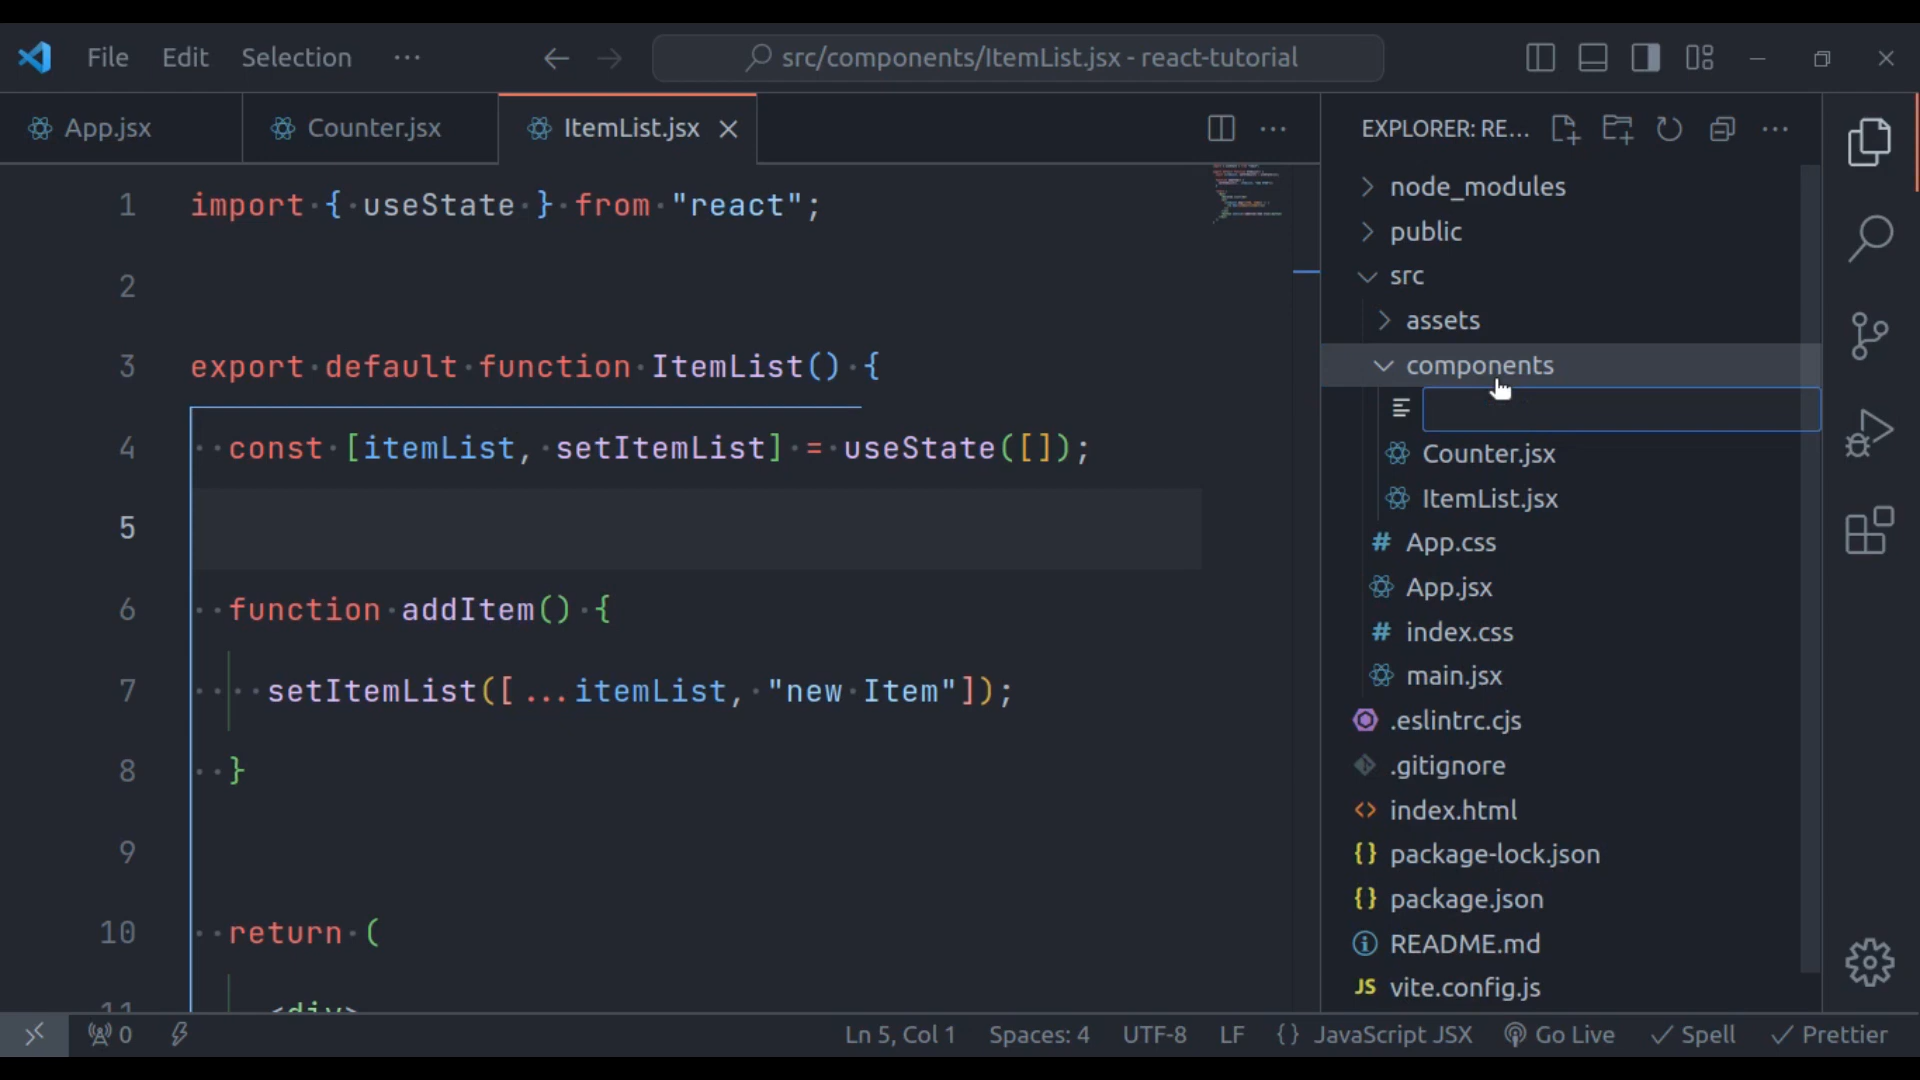 File Edit Selection ···
src/components/ItemList.jsx - react-tutorial
App.jsx
Counter.jsx
ItemList.jsx
1 import { useState } from "react";
2
3 export default function ItemList() {
4 const [itemList, setItemList] = useState([]);
5
6 function addItem() {
7 setItemList([...itemList, "new Item"]);
8 }
9
10 return (
11 <div>
EXPLORER: RE...
node_modules
public
src
assets
components
Counter.jsx
ItemList.jsx
# App.css
App.jsx
# index.css
main.jsx
.eslintrc.cjs
.gitignore
<> index.html
{} package-lock.json
{} package.json
README.md
JS vite.config.js
0
Ln 5, Col 1
Spaces: 4
UTF-8
LF
{} JavaScript JSX
Go Live
Spell
Prettier